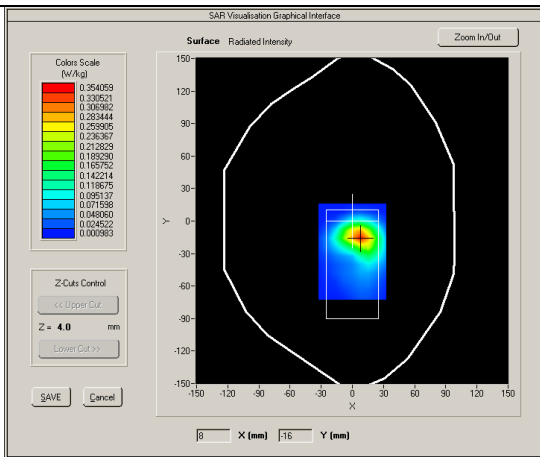 SAR Visualisation Graphical Interface
Surface Radiated Intensity
Zoom In/Out
Colors Scale
(W/kg)
0.354059
0.330521
0.306982
0.283444
0.259905
0.236367
0.212829
0.189290
0.165752
0.142214
0.118675
0.095137
0.071598
0.048060
0.024522
0.000983
Z-Cuts Control
<< Upper Cut
Z = 4.0 mm
Lower Cut >>
SAVE Cancel
150
120
90
60
30
0
-30
-60
-90
-120
-150
Y
-150 -120 -90 -60 -30 0 30 60 90 120 150
X
8 X (mm) -16 Y (mm)